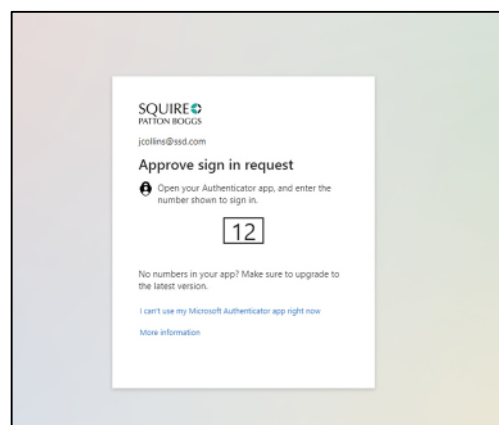 SQUIRE
PATTON BOGGS
jcollins@ssd.com
Approve sign in request
Open your Authenticator app, and enter the
number shown to sign in.
12
No numbers in your app? Make sure to upgrade to
the latest version.
I can't use my Microsoft Authenticator app right now
More information